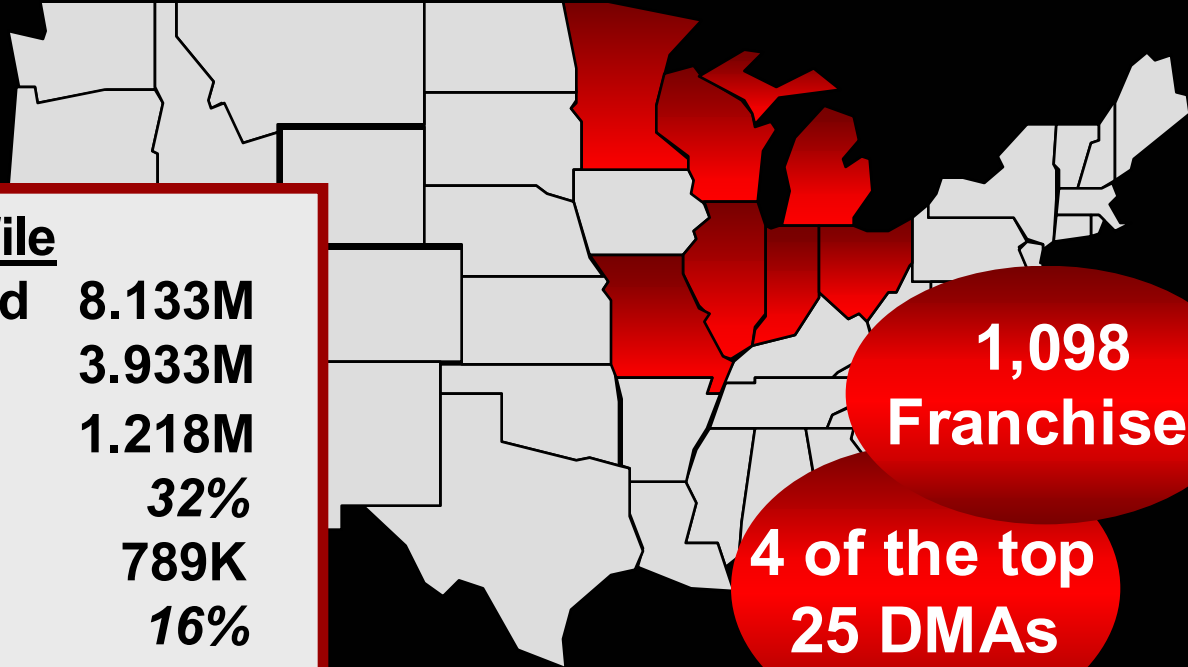 file
d 8.133M
3.933M
1.218M
32%
789K
16%
1,098
Franchise
4 of the top
25 DMAs